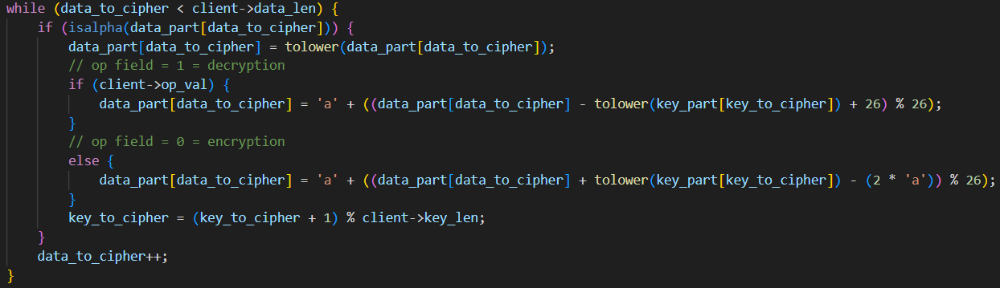 while (data_to_cipher < client->data_len) {
    if (isalpha(data_part[data_to_cipher])) {
        data_part[data_to_cipher] = tolower(data_part[data_to_cipher]);
        // op field = 1 = decryption
        if (client->op_val) {
            data_part[data_to_cipher] = 'a' + ((data_part[data_to_cipher] - tolower(key_part[key_to_cipher]) + 26) % 26);
        }
        // op field = 0 = encryption
        else {
            data_part[data_to_cipher] = 'a' + ((data_part[data_to_cipher] + tolower(key_part[key_to_cipher]) - (2 * 'a')) % 26);
        }
        key_to_cipher = (key_to_cipher + 1) % client->key_len;
    }
    data_to_cipher++;
}